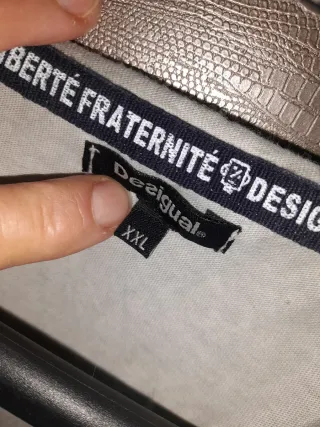 BERTÉ FRATERNITÉ DESIG
Desigual
XXL